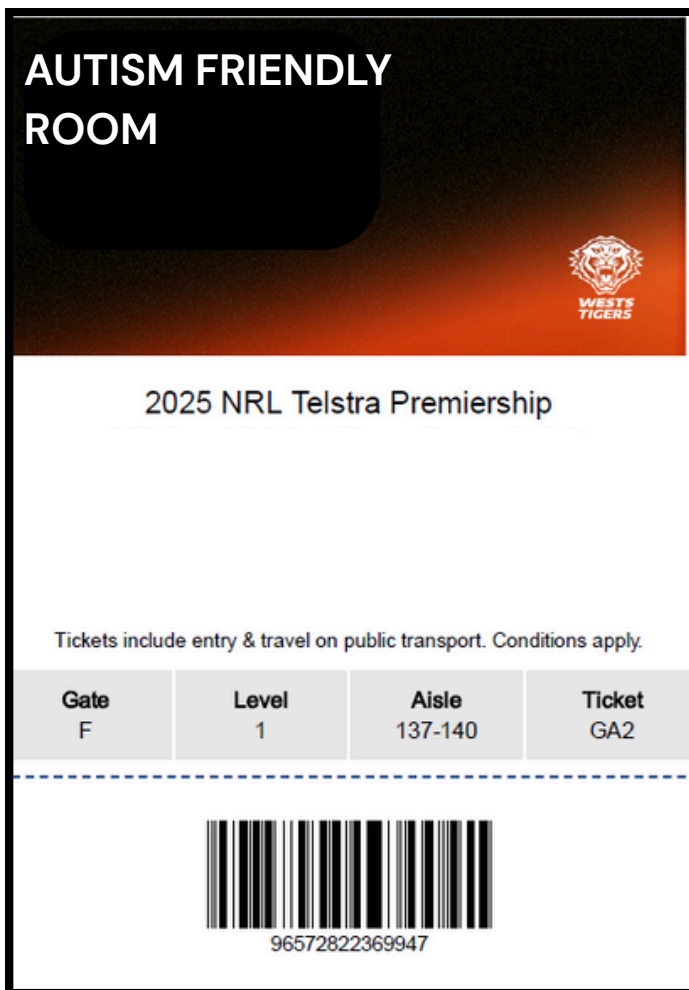 AUTISM FRIENDLY
ROOM
WESTS
TIGERS
2025 NRL Telstra Premiership
Tickets include entry & travel on public transport. Conditions apply.
Gate Level Aisle Ticket
F 1 137-140 GA2
96572822369947